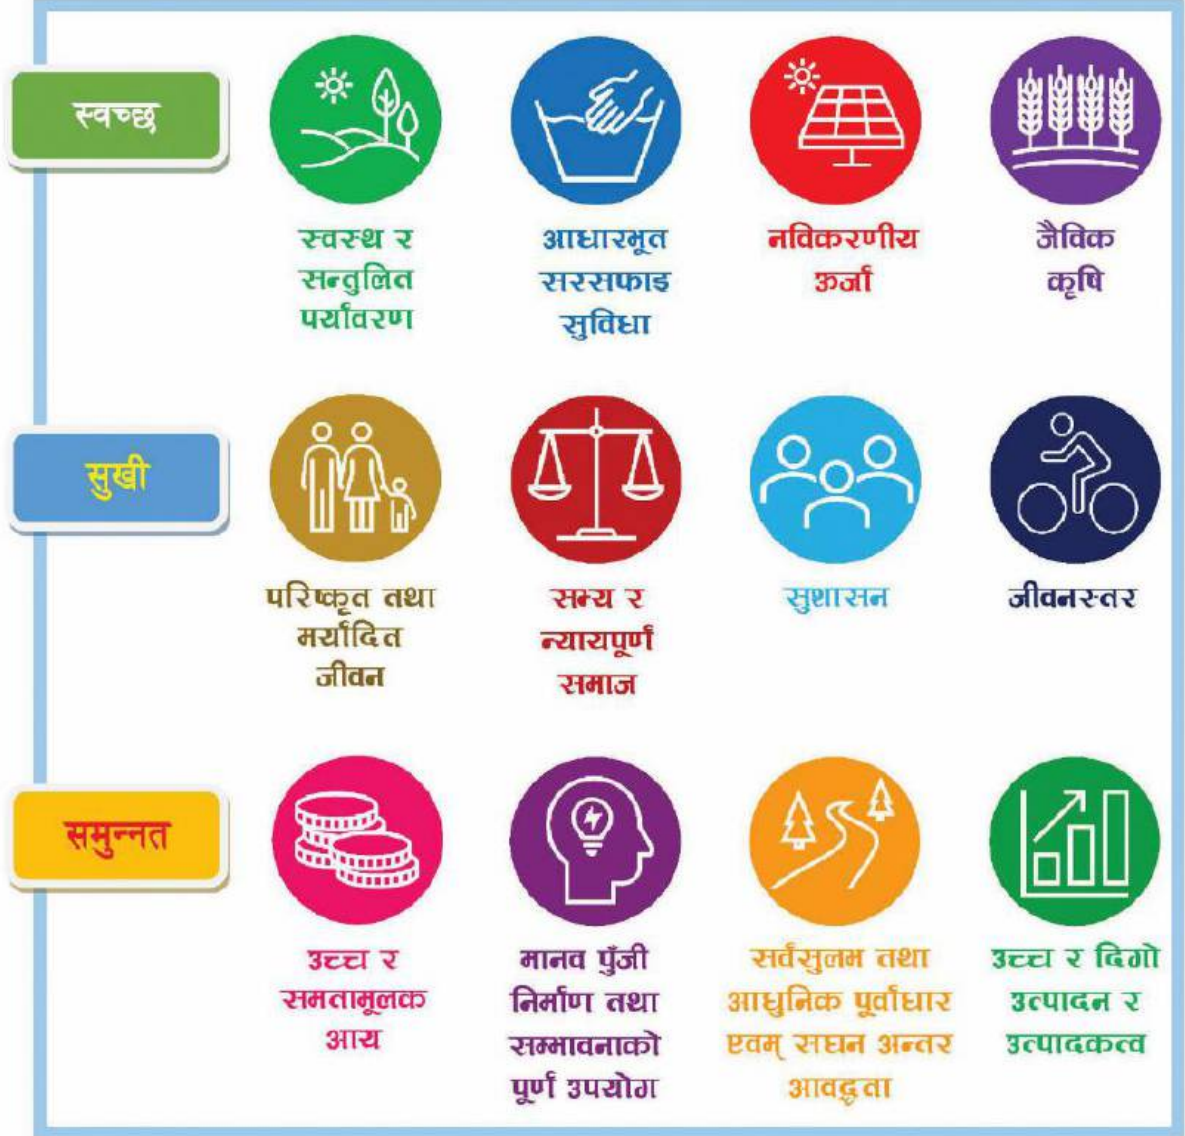 स्वच्छ
स्वस्थ र
सन्तुलित
पर्यावरण
आधारभूत
सरसफाइ
सुविधा
नविकरणीय
ऊर्जा
जैविक
कृषि
सुखी
परिष्कृत तथा
मर्यादित
जीवन
सभ्य र
न्यायपूर्ण
समाज
सुशासन
जीवनस्तर
समुन्नत
उच्च र
समतामूलक
आय
मानव पुँजी
निर्माण तथा
सम्भावनाको
पूर्ण उपयोग
सर्वसुलभ तथा
आधुनिक पूर्वाधार
एवम् सघन अन्तर
आवद्धता
उच्च र दिगो
उत्पादन र
उत्पादकत्व